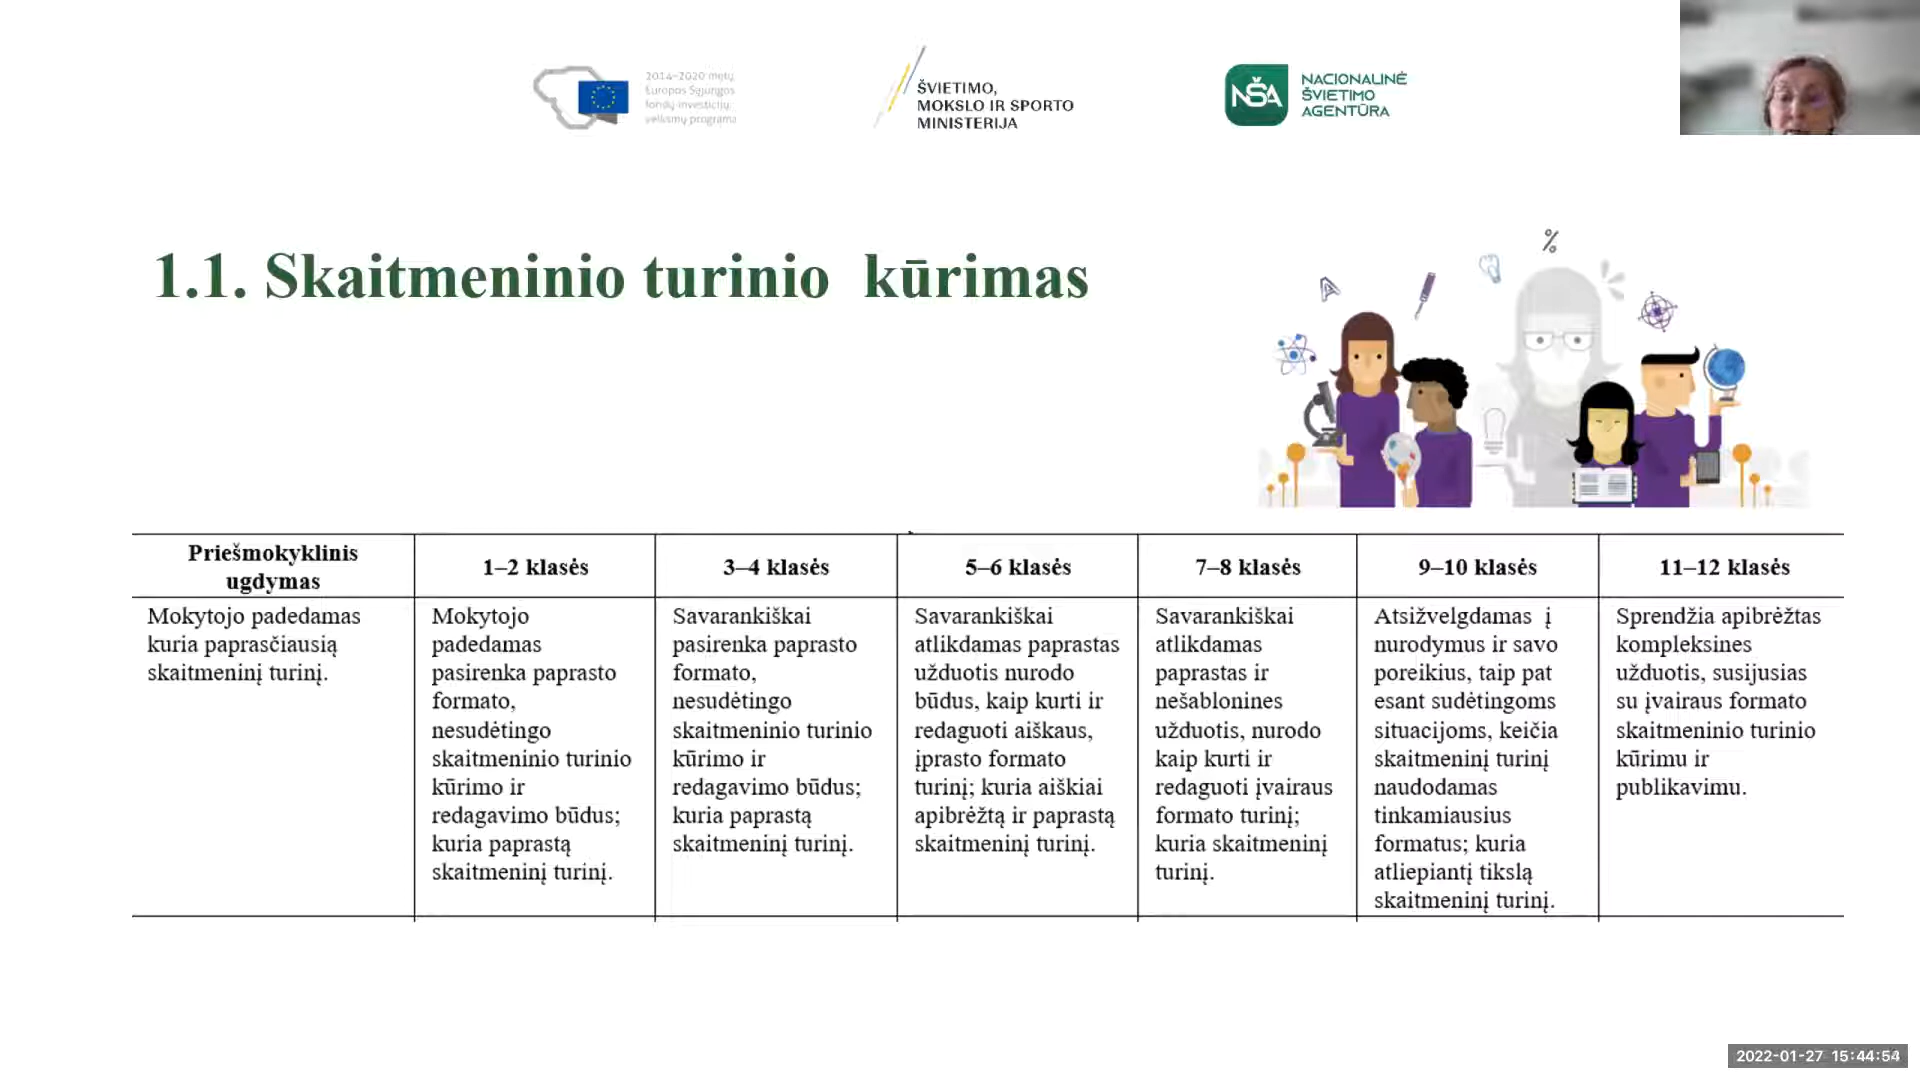 2014–2020 metų
Europos Sąjungos
fondų investicijų
veiksmų programa
ŠVIETIMO,
MOKSLO IR SPORTO
MINISTERIJA
NŠA
NACIONALINĖ
ŠVIETIMO
AGENTŪRA
1.1. Skaitmeninio turinio kūrimas
%
A
Priešmokyklinis
ugdymas
1–2 klasės
3–4 klasės
5–6 klasės
7–8 klasės
9–10 klasės
11–12 klasės
Mokytojo padedamas
kuria paprasčiausią
skaitmeninį turinį.
Mokytojo
padedamas
pasirenka paprasto
formato,
nesudėtingo
skaitmeninio turinio
kūrimo ir
redagavimo būdus;
kuria paprastą
skaitmeninį turinį.
Savarankiškai
pasirenka paprasto
formato,
nesudėtingo
skaitmeninio turinio
kūrimo ir
redagavimo būdus;
kuria paprastą
skaitmeninį turinį.
Savarankiškai
atlikdamas paprastas
užduotis nurodo
būdus, kaip kurti ir
redaguoti aiškaus,
įprasto formato
turinį; kuria aiškiai
apibrėžtą ir paprastą
skaitmeninį turinį.
Savarankiškai
atlikdamas
paprastas ir
nešablonines
užduotis, nurodo
kaip kurti ir
redaguoti įvairaus
formato turinį;
kuria skaitmeninį
turinį.
Atsižvelgdamas į
nurodymus ir savo
poreikius, taip pat
esant sudėtingoms
situacijoms, keičia
skaitmeninį turinį
naudodamas
tinkamiausius
formatus; kuria
atliepiantį tikslą
skaitmeninį turinį.
Sprendžia apibrėžtas
kompleksines
užduotis, susijusias
su įvairaus formato
skaitmeninio turinio
kūrimu ir
publikavimu.
2022-01-27 15:44:54